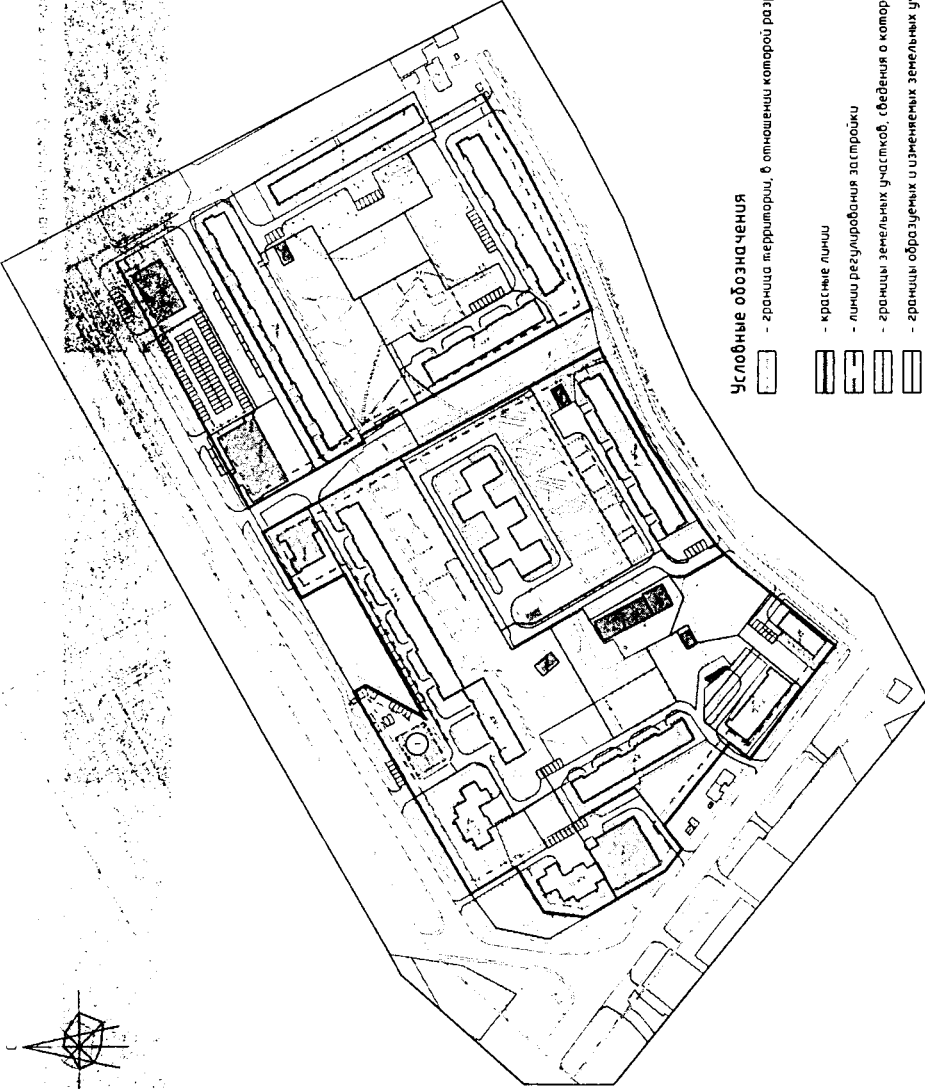 Условные обозначения
- граница территории, в отношении которой раз
- красные линии
- линии регулирования застройки
- границы земельных участков, сведения о котор
- границы образуемых и изменяемых земельных у